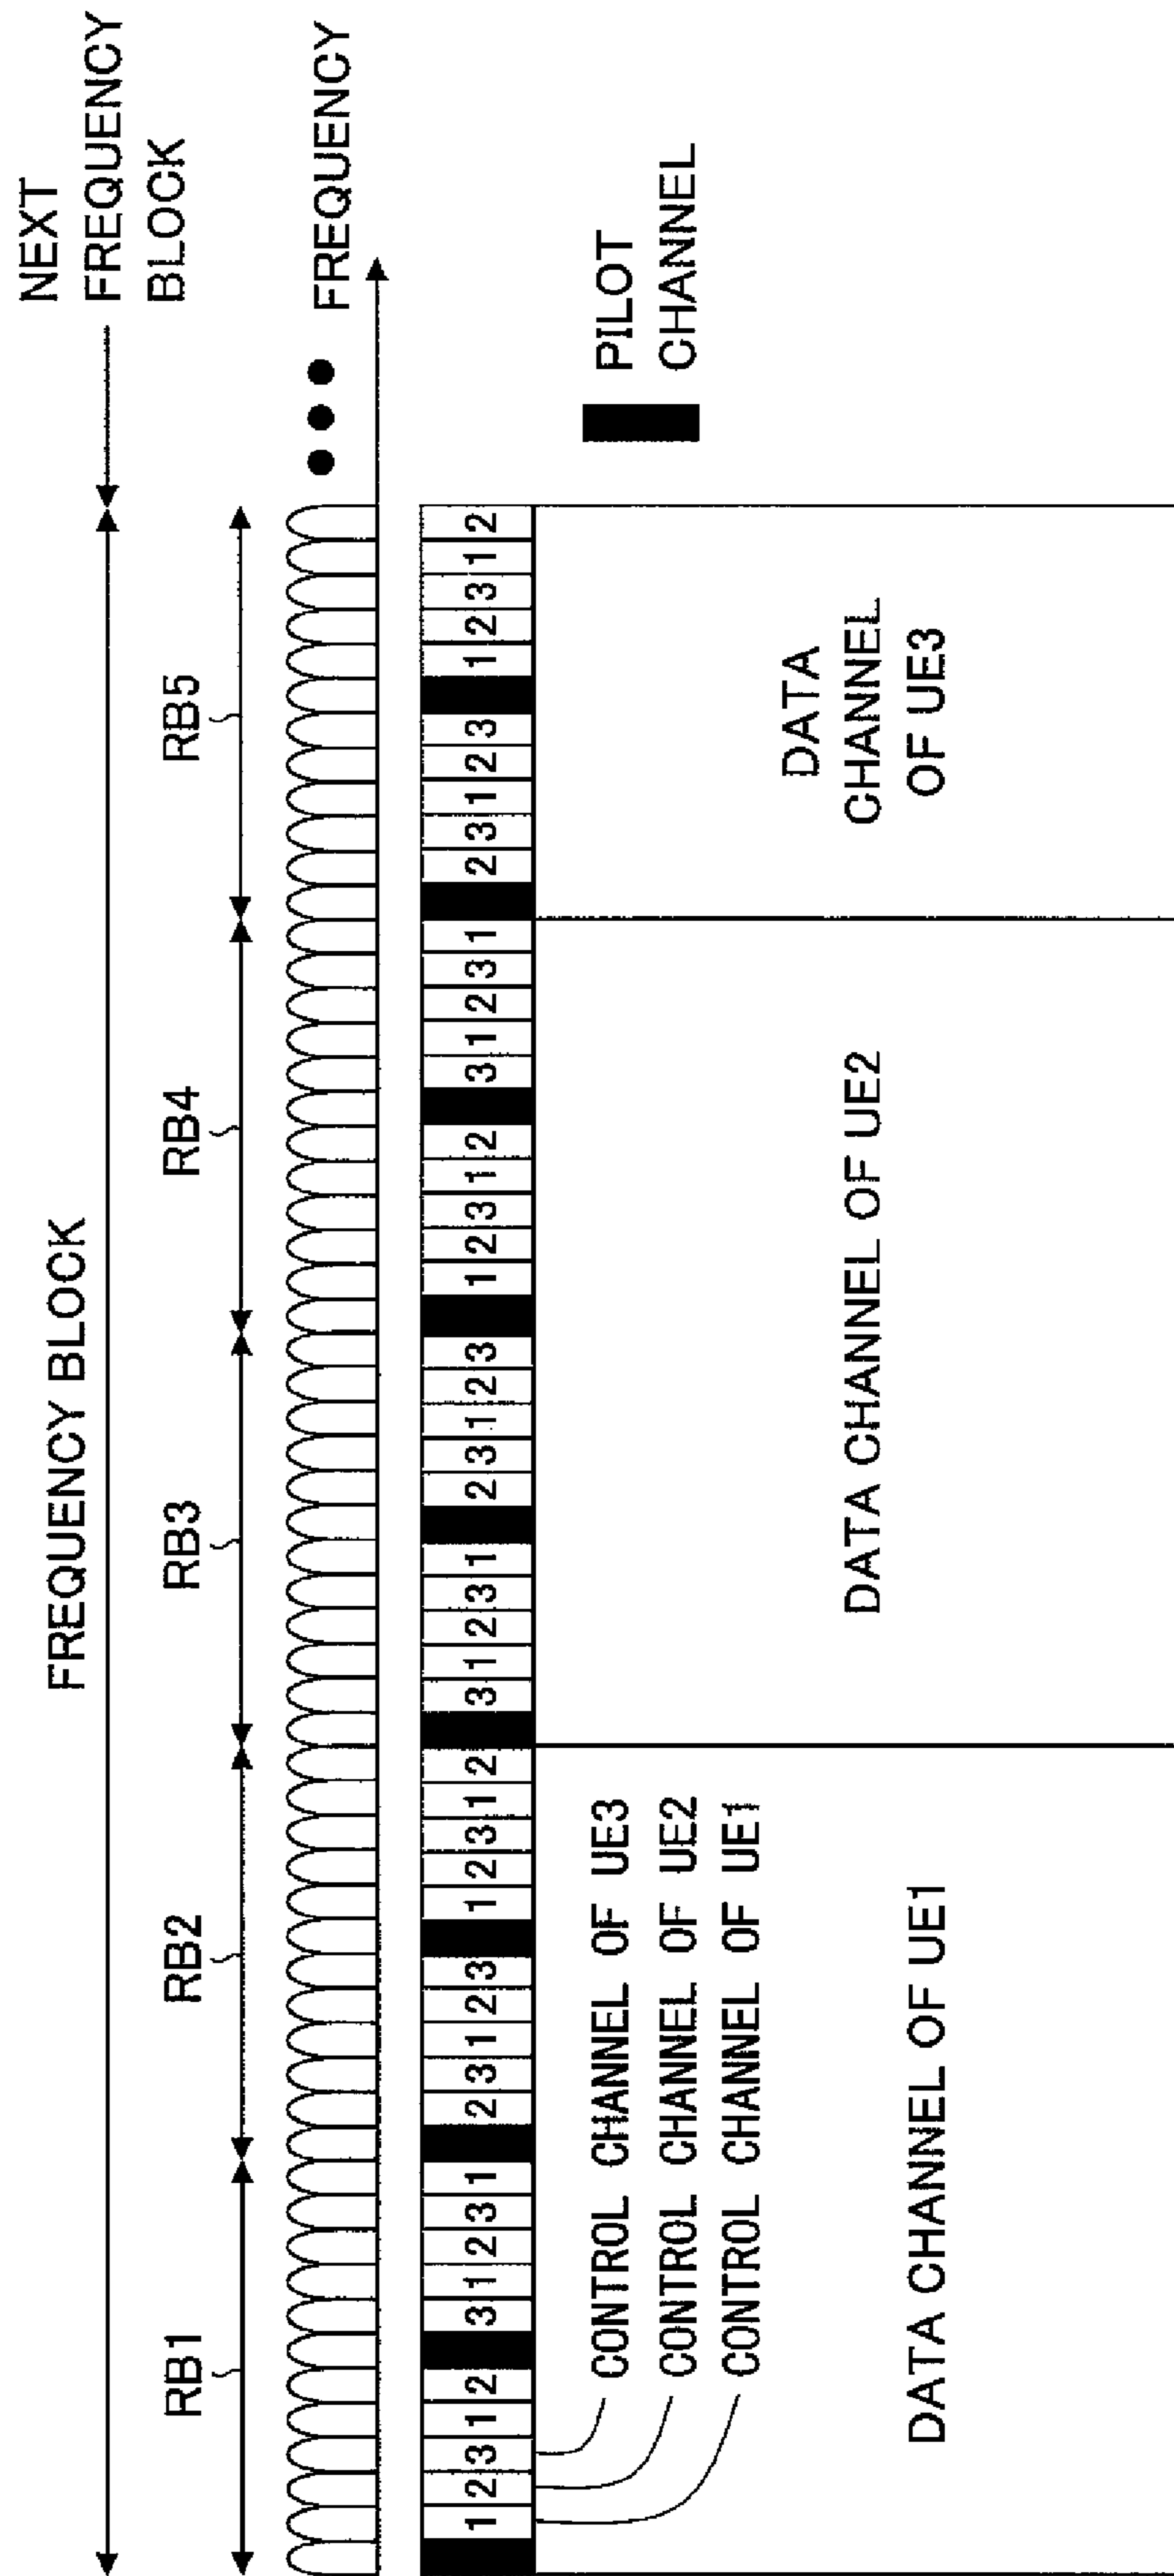 NEXT
FREQUENCY
BLOCK
FREQUENCY BLOCK
RB1 RB2 RB3 RB4 RB5
FREQUENCY
1 2 3 1 2 3 1 2 3 1 2 3 1 2 3 1 2 3 1 2 3 1 2 3 1 2 3 1 2 3 1 2 3 1 2 3 1 2 3 1 2 3 1 2 3 1 2 3 1 2
PILOT
CHANNEL
CONTROL CHANNEL OF UE3
CONTROL CHANNEL OF UE2
CONTROL CHANNEL OF UE1
DATA CHANNEL OF UE1
DATA CHANNEL OF UE2
DATA
CHANNEL
OF UE3